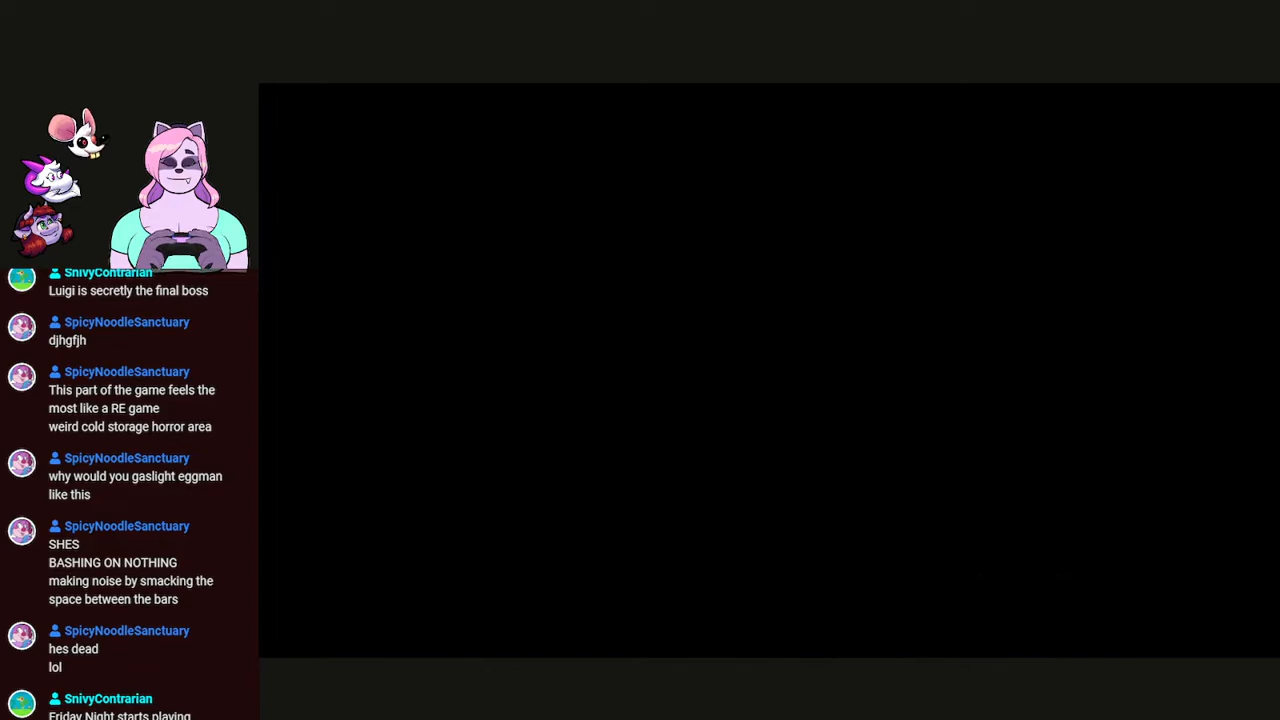 SnivyContrarian
Luigi is secretly the final boss
SpicyNoodleSanctuary
djhgfjh
SpicyNoodleSanctuary
This part of the game feels the
most like a RE game
weird cold storage horror area
SpicyNoodleSanctuary
why would you gaslight eggman
like this
SpicyNoodleSanctuary
SHES
BASHING ON NOTHING
making noise by smacking the
space between the bars
SpicyNoodleSanctuary
hes dead
lol
SnivyContrarian
Friday Night starts playing